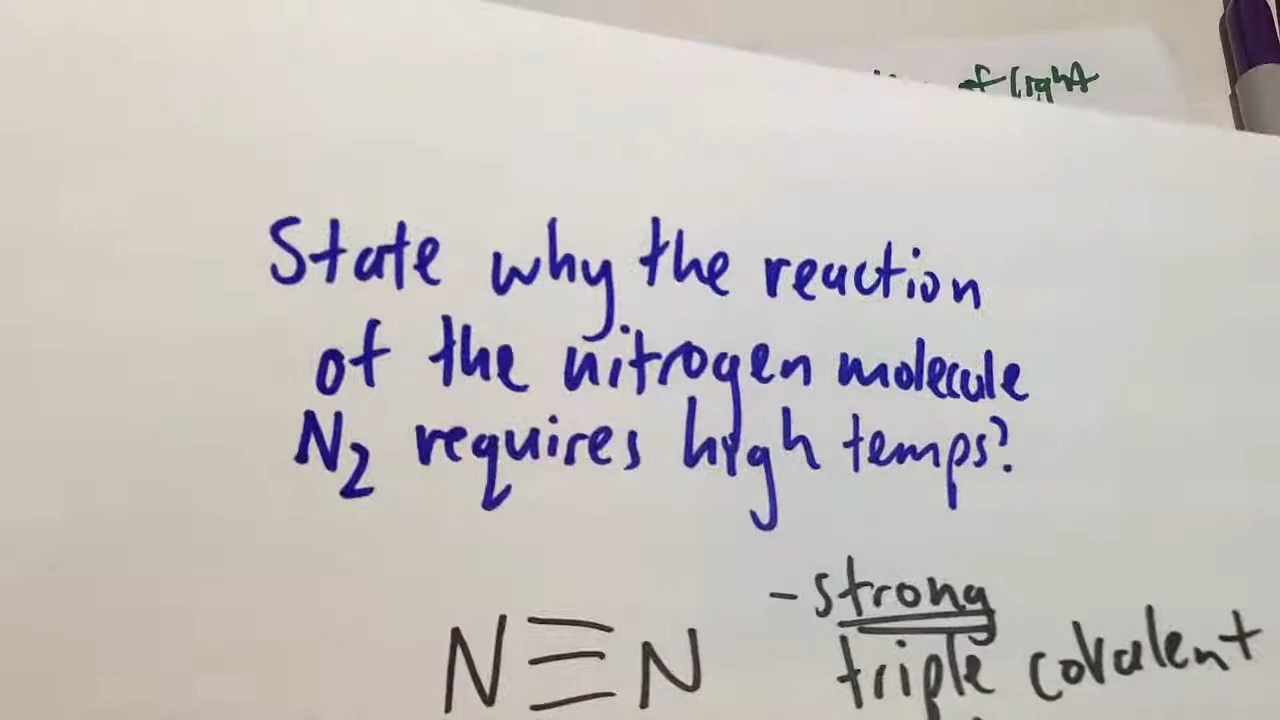 of light
State why the reaction
of the nitrogen molecule
N₂ requires high temps?
- strong
N≡N triple covalent